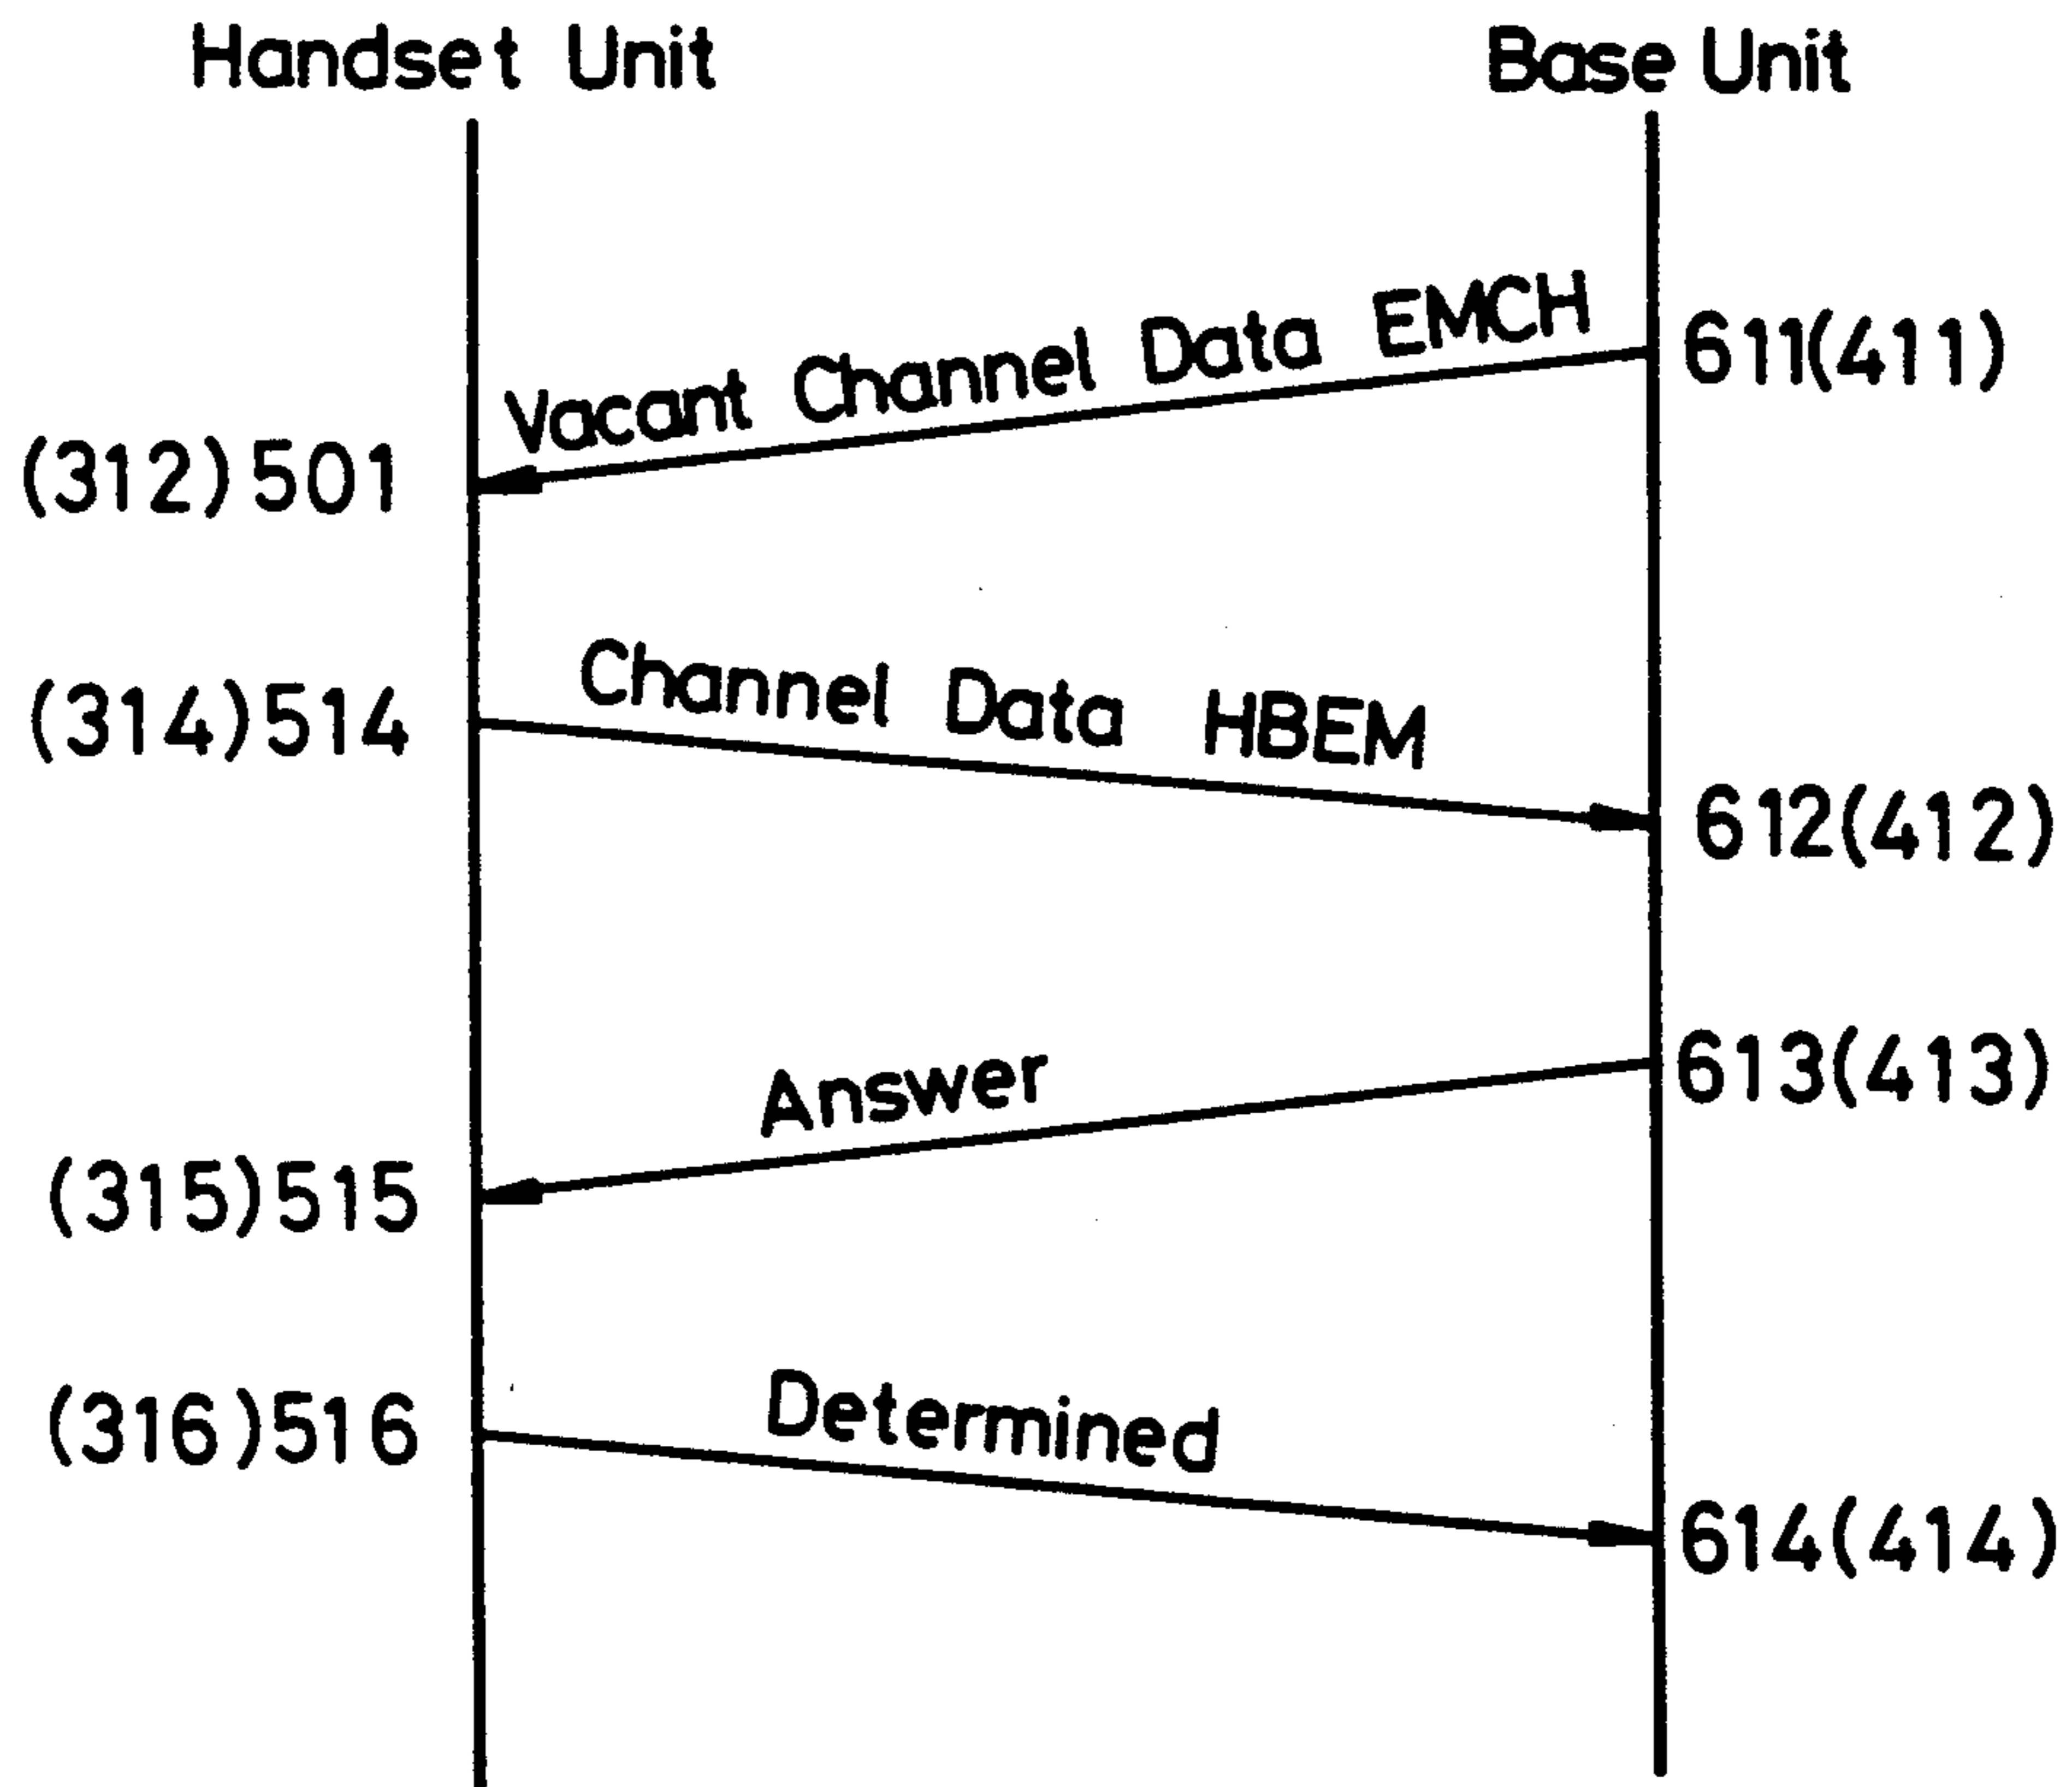 Handset Unit
Base Unit
Vacant Channel Data EMCH
611(411)
(312)501
(314)514
Channel Data HBEM
612(412)
Answer
613(413)
(315)515
(316)516
Determined
614(414)